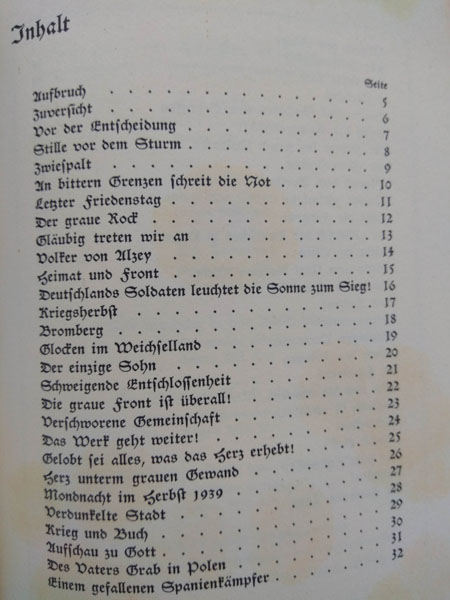 Inhalt
Seite
Aufbruch . . . . . . . . . . . . . . 5
Zuversicht . . . . . . . . . . . . . 6
Vor der Entscheidung . . . . . . . . . 7
Stille vor dem Sturm . . . . . . . . . 8
Zwiespalt . . . . . . . . . . . . . 9
An bittern Grenzen schreit die Not . . . . . 10
Letzter Friedenstag . . . . . . . . . . 11
Der graue Rock . . . . . . . . . . . 12
Gläubig treten wir an . . . . . . . . . 13
Volker von Alzey . . . . . . . . . . 14
Heimat und Front . . . . . . . . . . 15
Deutschlands Soldaten leuchtet die Sonne zum Sieg! 16
Kriegsherbst . . . . . . . . . . . . 17
Bromberg . . . . . . . . . . . . . 18
Glocken im Weichselland . . . . . . . . 19
Der einzige Sohn . . . . . . . . . . 20
Schweigende Entschlossenheit . . . . . . . 21
Die graue Front ist überall! . . . . . . . 22
Verschworene Gemeinschaft . . . . . . . 23
Das Werk geht weiter! . . . . . . . . 24
Gelobt sei alles, was das Herz erhebt! . . . . 25
Herz unterm grauen Gewand . . . . . . . 26
Mondnacht im Herbst 1939 . . . . . . . 27
Verdunkelte Stadt . . . . . . . . . . 28
Krieg und Buch . . . . . . . . . . . 29
Aufschau zu Gott . . . . . . . . . . 30
Des Vaters Grab in Polen . . . . . . . . 31
Einem gefallenen Spanienkämpfer . . . . . . 32